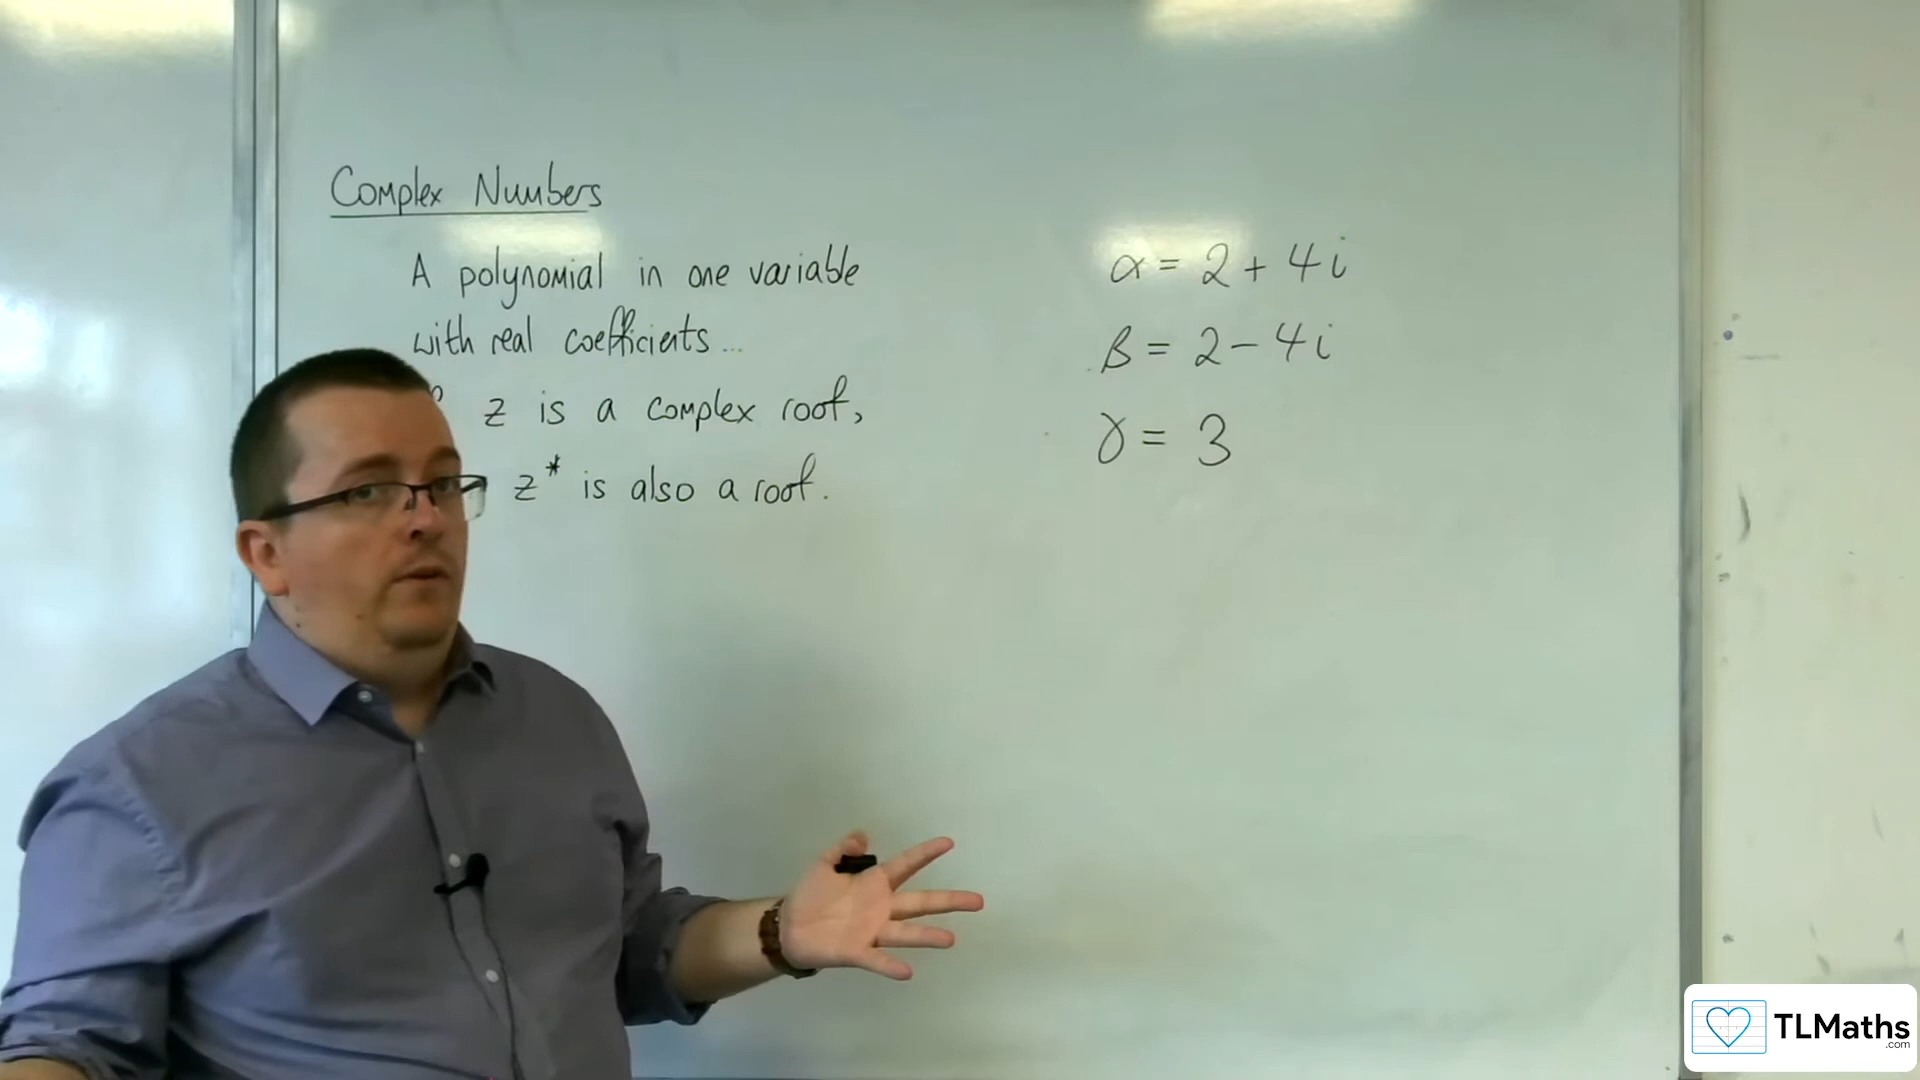 Complex Numbers
A polynomial in one variable
with real coefficients...
z is a complex root,
z* is also a root.
α = 2 + 4i
β = 2 - 4i
γ = 3
TLMaths
.com